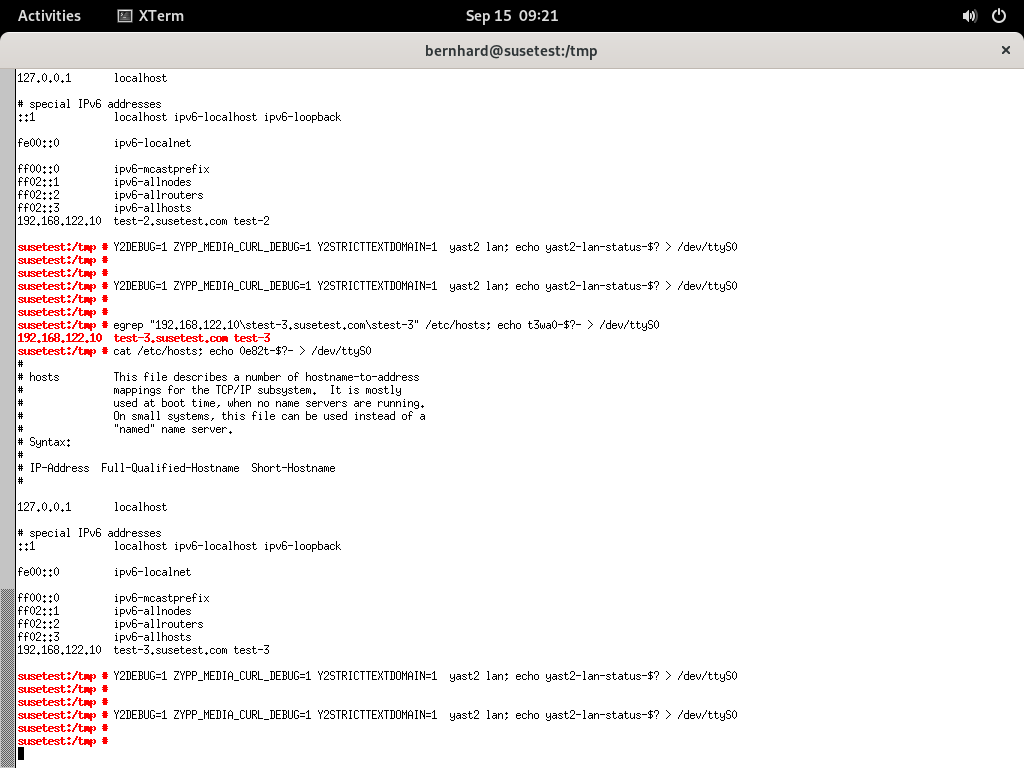 Activities XTerm Sep 15 09:21
bernhard@susetest:/tmp ×
127.0.0.1 localhost
# special IPv6 addresses
::1 localhost ipv6-localhost ipv6-loopback
fe00::0 ipv6-localnet
ff00::0 ipv6-mcastprefix
ff02::1 ipv6-allnodes
ff02::2 ipv6-allrouters
ff02::3 ipv6-allhosts
192.168.122.10 test-2.susetest.com test-2
susetest:/tmp # Y2DEBUG=1 ZYPP_MEDIA_CURL_DEBUG=1 Y2STRICTTEXTDOMAIN=1 yast2 lan; echo yast2-lan-status-$? > /dev/ttyS0
susetest:/tmp #
susetest:/tmp #
susetest:/tmp # Y2DEBUG=1 ZYPP_MEDIA_CURL_DEBUG=1 Y2STRICTTEXTDOMAIN=1 yast2 lan; echo yast2-lan-status-$? > /dev/ttyS0
susetest:/tmp #
susetest:/tmp #
susetest:/tmp # egrep "192.168.122.10\stest-3.susetest.com\stest-3" /etc/hosts; echo t3wa0-$?- > /dev/ttyS0
192.168.122.10 test-3.susetest.com test-3
susetest:/tmp # cat /etc/hosts; echo 0e82t-$?- > /dev/ttyS0
#
# hosts This file describes a number of hostname-to-address
# mappings for the TCP/IP subsystem. It is mostly
# used at boot time, when no name servers are running.
# On small systems, this file can be used instead of a
# "named" name server.
# Syntax:
#
# IP-Address Full-Qualified-Hostname Short-Hostname
#
127.0.0.1 localhost
# special IPv6 addresses
::1 localhost ipv6-localhost ipv6-loopback
fe00::0 ipv6-localnet
ff00::0 ipv6-mcastprefix
ff02::1 ipv6-allnodes
ff02::2 ipv6-allrouters
ff02::3 ipv6-allhosts
192.168.122.10 test-3.susetest.com test-3
susetest:/tmp # Y2DEBUG=1 ZYPP_MEDIA_CURL_DEBUG=1 Y2STRICTTEXTDOMAIN=1 yast2 lan; echo yast2-lan-status-$? > /dev/ttyS0
susetest:/tmp #
susetest:/tmp #
susetest:/tmp # Y2DEBUG=1 ZYPP_MEDIA_CURL_DEBUG=1 Y2STRICTTEXTDOMAIN=1 yast2 lan; echo yast2-lan-status-$? > /dev/ttyS0
susetest:/tmp #
susetest:/tmp #